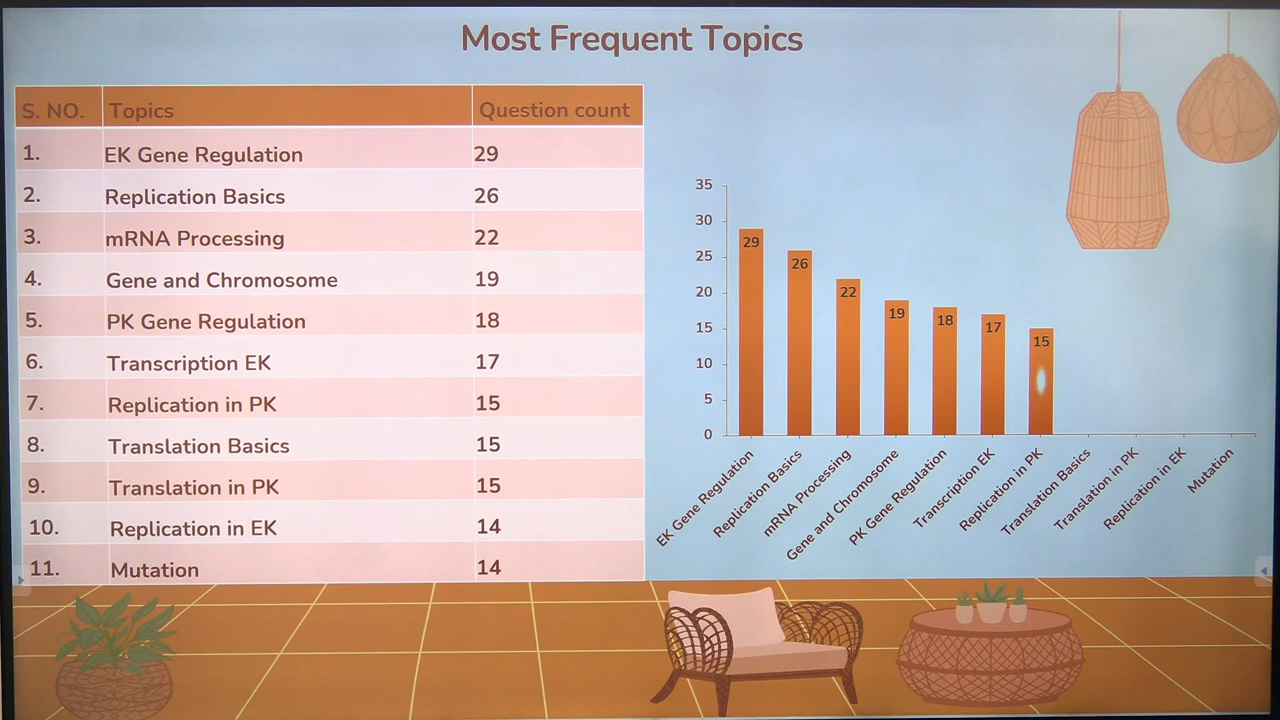 Most Frequent Topics
S. NO. Topics Question count
1. EK Gene Regulation 29
2. Replication Basics 26
3. mRNA Processing 22
4. Gene and Chromosome 19
5. PK Gene Regulation 18
6. Transcription EK 17
7. Replication in PK 15
8. Translation Basics 15
9. Translation in PK 15
10. Replication in EK 14
11. Mutation 14
35
30
25
20
15
10
5
0
29
26
22
19
18
17
15
EK Gene Regulation
Replication Basics
mRNA Processing
Gene and Chromosome
PK Gene Regulation
Transcription EK
Replication in PK
Translation Basics
Translation in PK
Replication in EK
Mutation